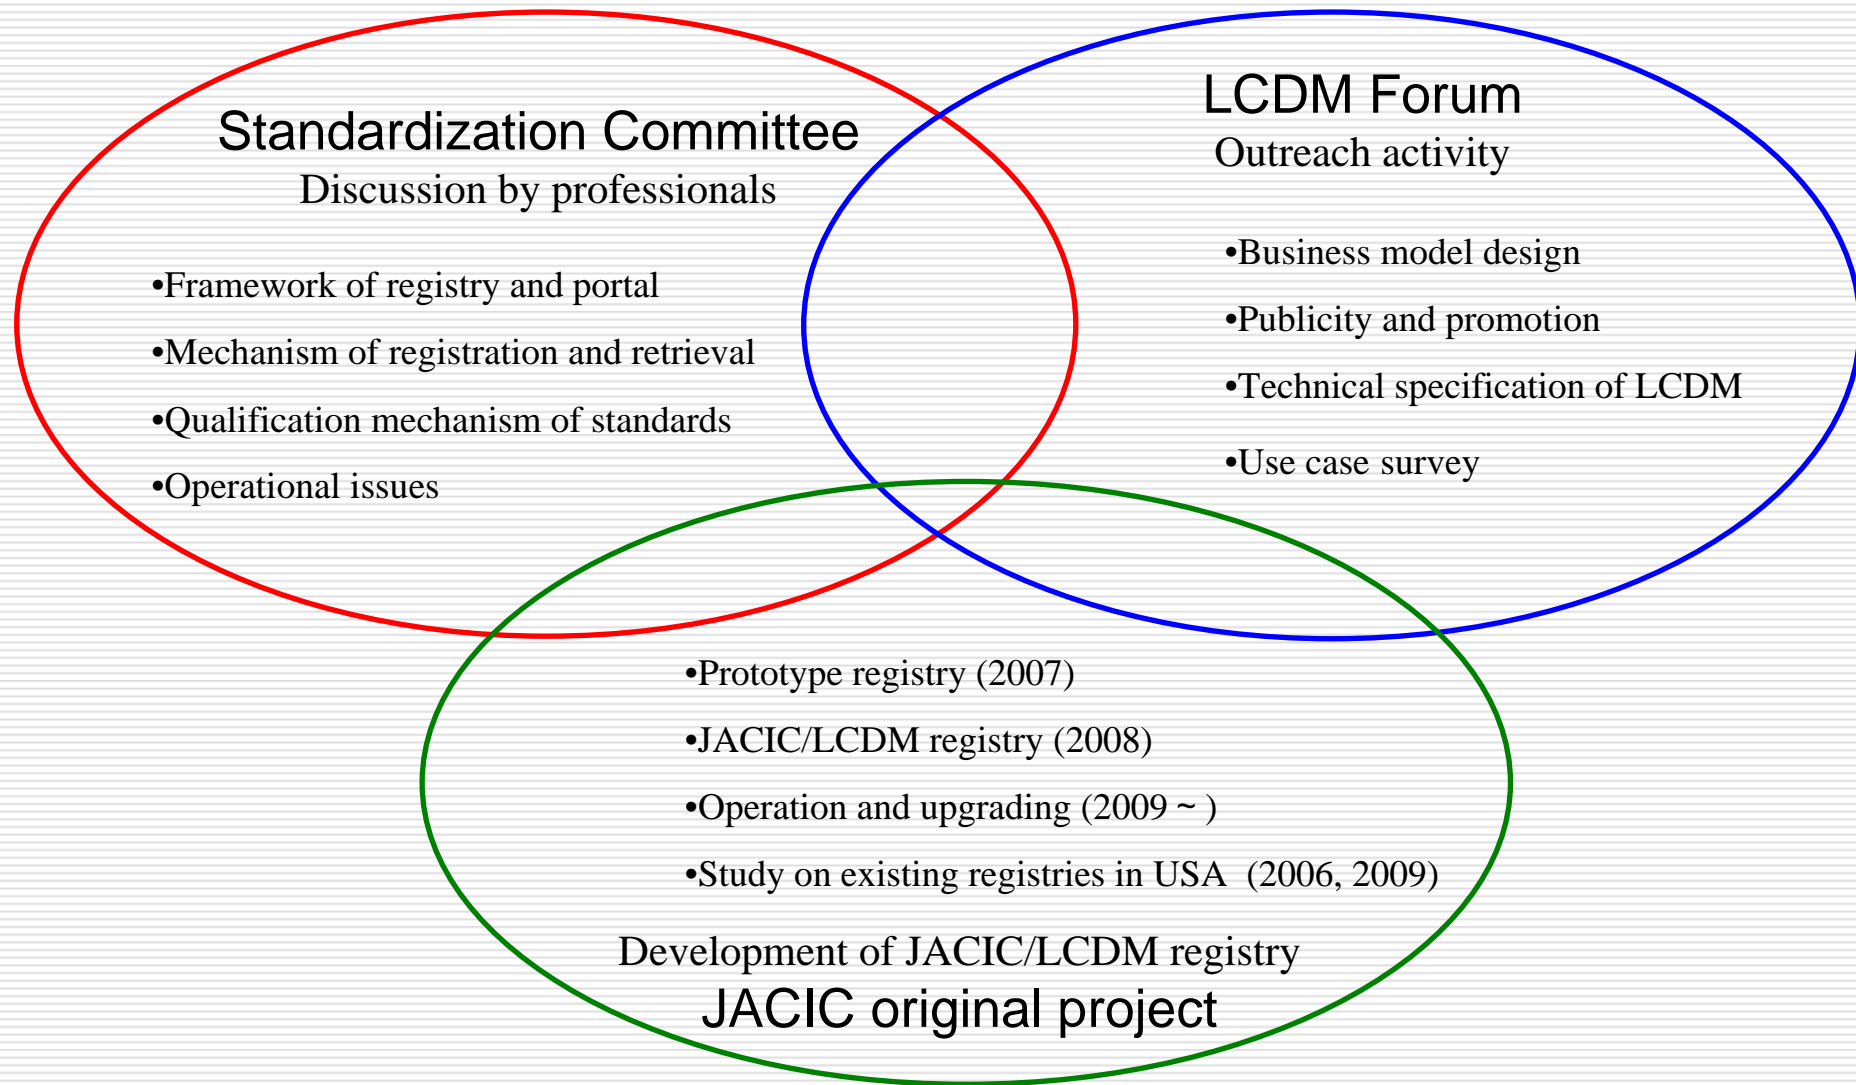 Standardization Committee
Discussion by professionals
•Framework of registry and portal
•Mechanism of registration and retrieval
•Qualification mechanism of standards
•Operational issues
LCDM Forum
Outreach activity
•Business model design
•Publicity and promotion
•Technical specification of LCDM
•Use case survey
•Prototype registry (2007)
•JACIC/LCDM registry (2008)
•Operation and upgrading (2009 ~ )
•Study on existing registries in USA (2006, 2009)
Development of JACIC/LCDM registry
JACIC original project